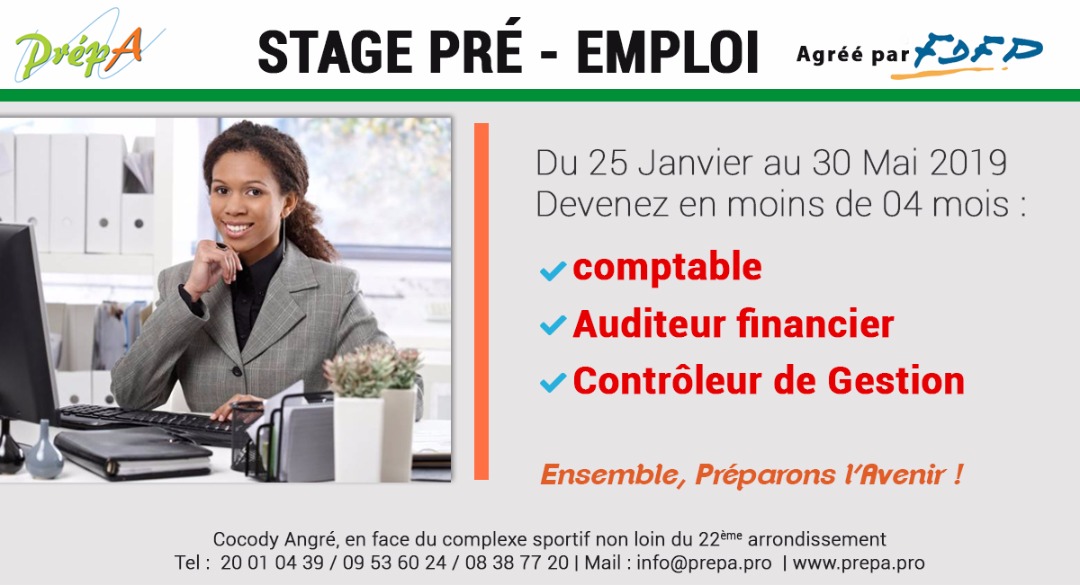 PrépA
STAGE PRÉ - EMPLOI
Agréé par FDFP
Du 25 Janvier au 30 Mai 2019
Devenez en moins de 04 mois :
comptable
Auditeur financier
Contrôleur de Gestion
Ensemble, Préparons l'Avenir !
Cocody Angré, en face du complexe sportif non loin du 22ème arrondissement
Tel : 20 01 04 39 / 09 53 60 24 / 08 38 77 20 | Mail : info@prepa.pro | www.prepa.pro